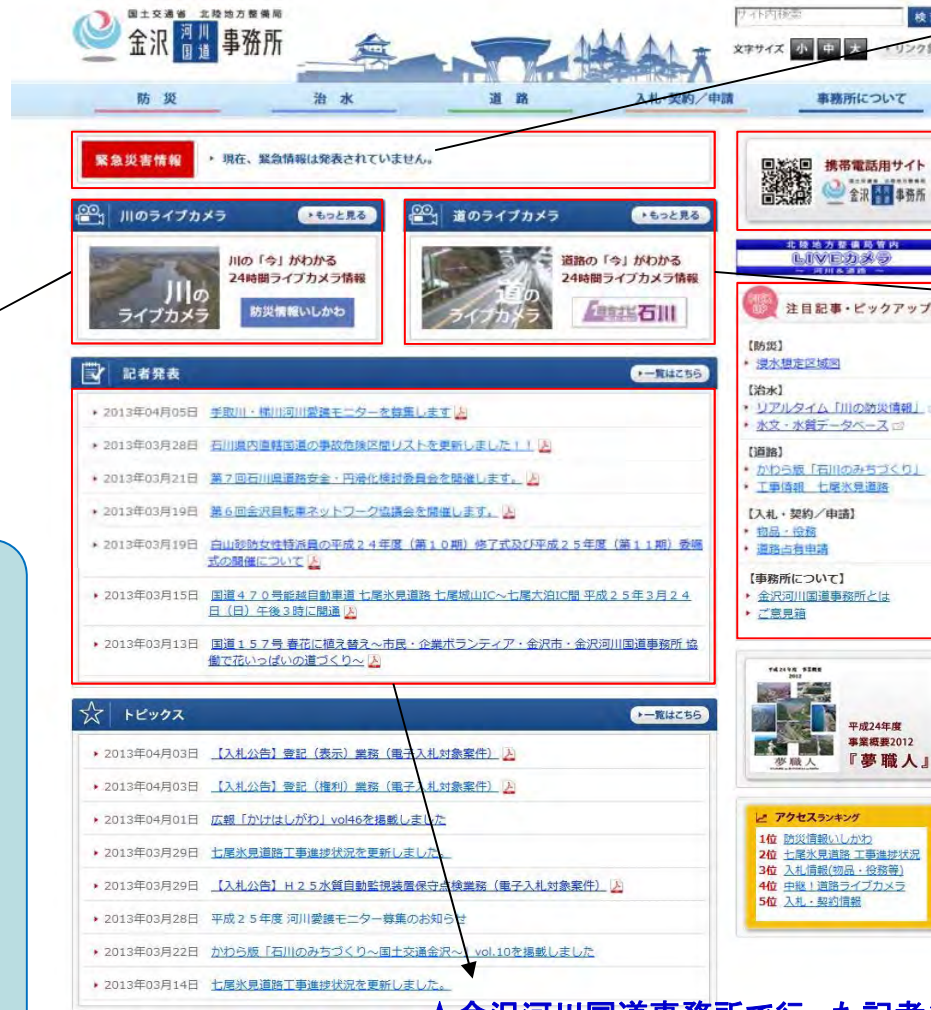 国土交通省 北陸地方整備局
金沢 河川国道 事務所
サイト内検索
文字サイズ 小 中 大
防 災 治 水 道 路 入札・契約/申請 事務所について
緊急災害情報
現在、緊急情報は発表されていません。
川のライブカメラ
もっと見る
川の「今」がわかる
24時間ライブカメラ情報
川の
ライブカメラ
防災情報いしかわ
道のライブカメラ
もっと見る
道路の「今」がわかる
24時間ライブカメラ情報
道の
ライブカメラ
石川
記者発表
一覧はこちら
2013年04月05日 手取川・梯川河川愛護モニターを募集します
2013年03月28日 石川県内直轄国道の事故危険区間リストを更新しました!!
2013年03月21日 第7回石川県道路安全・円滑化検討委員会を開催します。
2013年03月19日 第6回金沢自転車ネットワーク協議会を開催します。
2013年03月19日 白山砂防女性特派員の平成24年度(第10期)修了式及び平成25年度(第11期)委嘱
式の開催について
2013年03月15日 国道470号能越自動車道 七尾氷見道路 七尾城山IC~七尾大泊IC間 平成25年3月24
日(日)午後3時に開通
2013年03月13日 国道157号 春花に植え替え~市民・企業ボランティア・金沢市・金沢河川国道事務所 協
働で花いっぱいの道づくり~
トピックス
一覧はこちら
2013年04月03日 【入札公告】登記(表示)業務(電子入札対象案件)
2013年04月03日 【入札公告】登記(権利)業務(電子入札対象案件)
2013年04月01日 広報「かけはしがわ」vol46を掲載しました
2013年03月29日 七尾氷見道路工事進捗状況を更新しました。
2013年03月29日 【入札公告】H25水質自動監視装置保守点検業務(電子入札対象案件)
2013年03月28日 平成25年度 河川愛護モニター募集のお知らせ
2013年03月22日 かわら版「石川のみちづくり~国土交通金沢~」vol.10を掲載しました
2013年03月14日 七尾氷見道路工事進捗状況を更新しました。
携帯電話用サイト
金沢 河川国道 事務所
北陸地方整備局管内
LIVEカメラ
~ 河川&道路 ~
注目記事・ピックアップ
【防災】
浸水想定区域図
【治水】
リアルタイム「川の防災情報」
水文・水質データベース
【道路】
かわら版「石川のみちづくり」
工事情報 七尾氷見道路
【入札・契約/申請】
物品・役務
道路占有申請
【事務所について】
金沢河川国道事務所とは
ご意見箱
平成24年度 事業概要
2012
夢職人
平成24年度
事業概要2012
『夢職人』
アクセスランキング
1位 防災情報いしかわ
2位 七尾氷見道路 工事進捗状況
3位 入札情報(物品・役務等)
4位 中継!道路ライブカメラ
5位 入札・契約情報